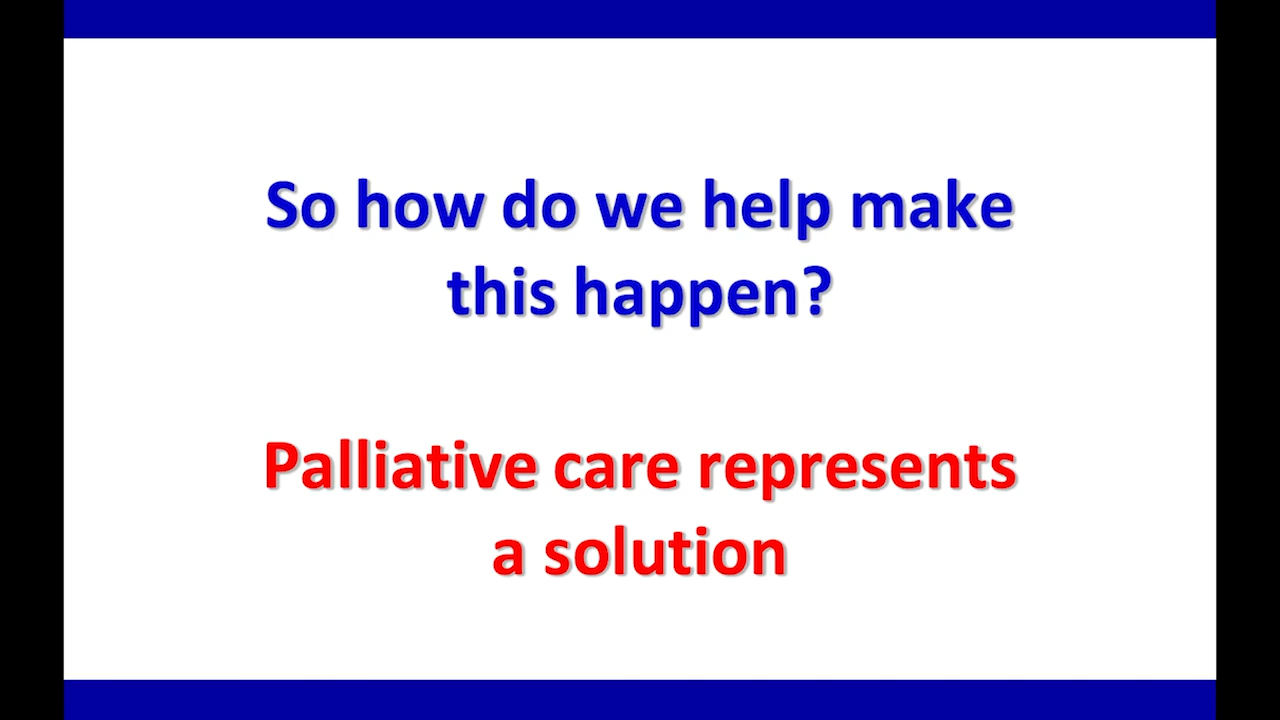 So how do we help make
this happen?
Palliative care represents
a solution